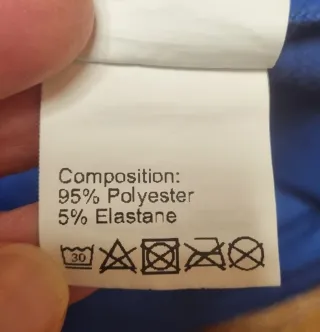 Composition:
95% Polyester
5% Elastane
30